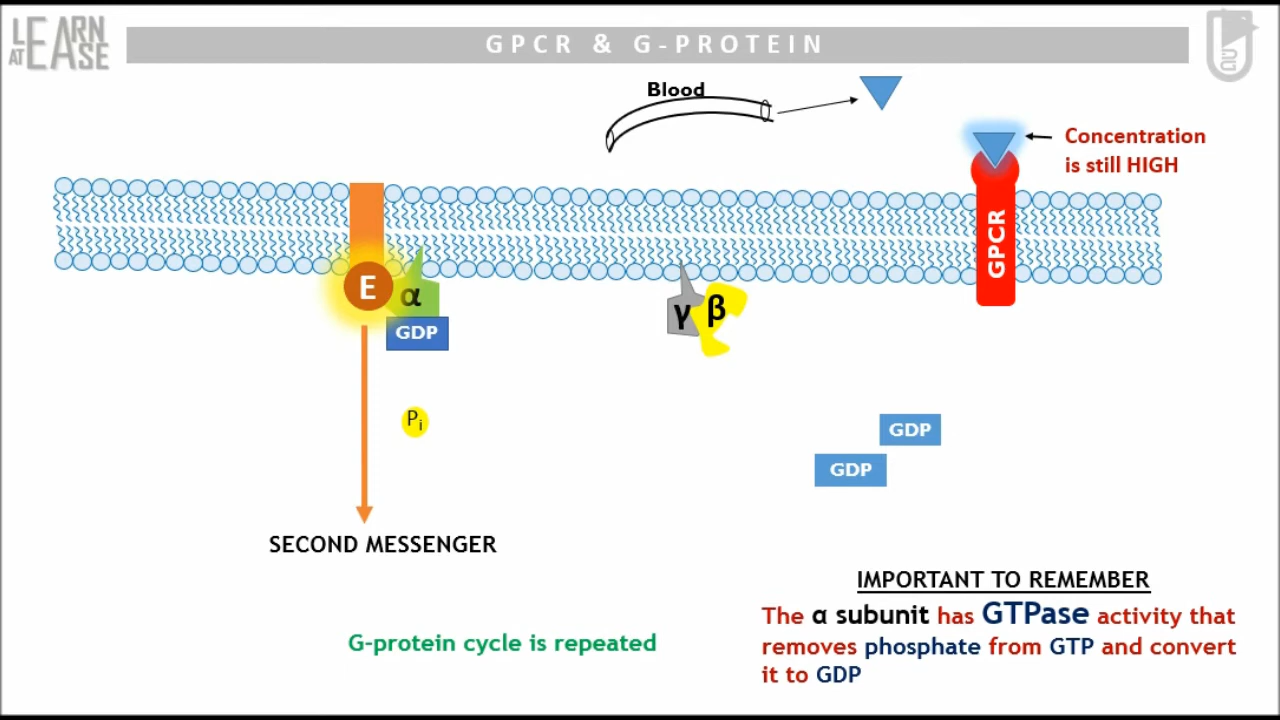 LEARN
AT EASE
GPCR & G-PROTEIN
Blood
Concentration
is still HIGH
GPCR
E
α
GDP
γ
β
Pi
GDP
GDP
SECOND MESSENGER
IMPORTANT TO REMEMBER
The α subunit has GTPase activity that
removes phosphate from GTP and convert
it to GDP
G-protein cycle is repeated